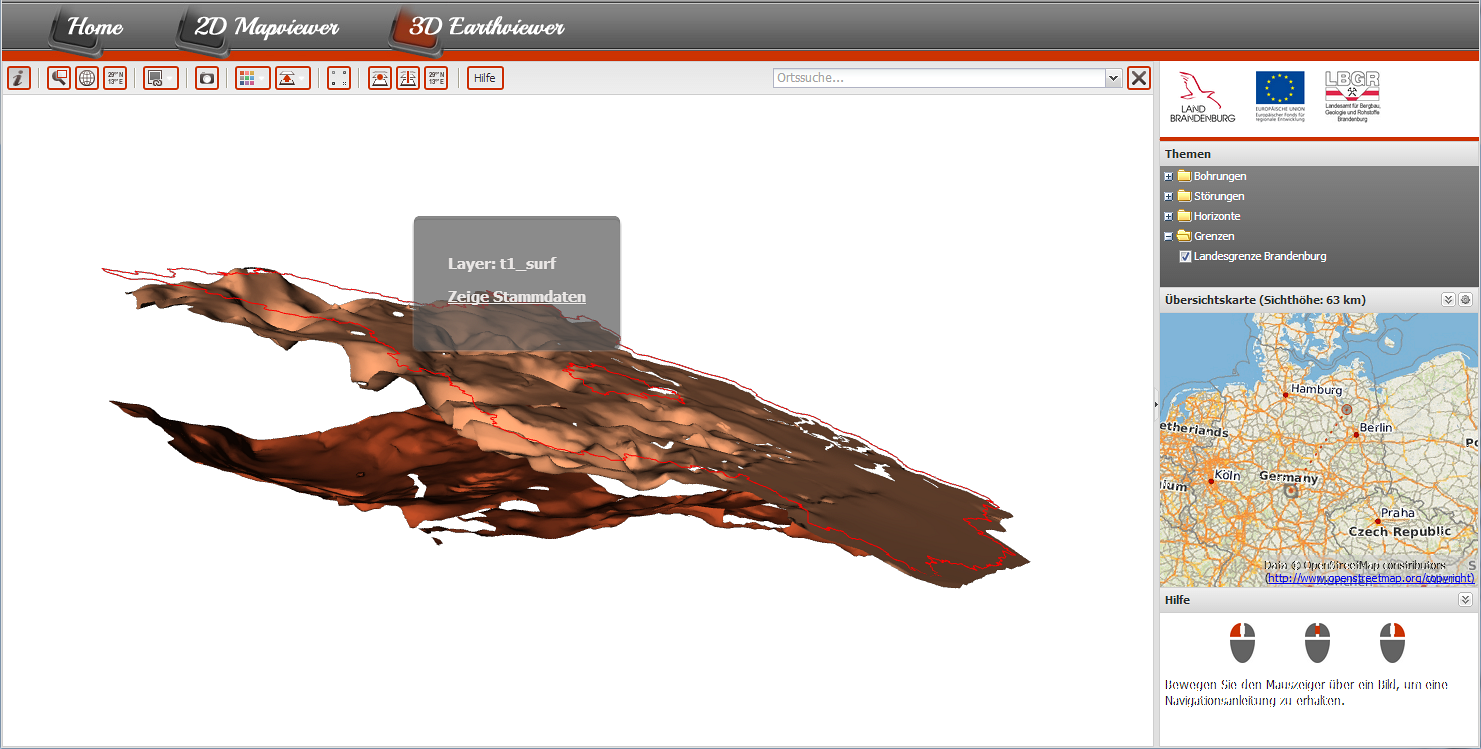 Home
2D Mapviewer
3D Earthviewer
29° N
13° E
29° N
13° E
Hilfe
Ortssuche...
LAND
BRANDENBURG
EUROPÄISCHE UNION
Europäischer Fonds für
regionale Entwicklung
LBGR
Landesamt für Bergbau,
Geologie und Rohstoffe
Brandenburg
Themen
Bohrungen
Störungen
Horizonte
Grenzen
Landesgrenze Brandenburg
Layer: t1_surf
Zeige Stammdaten
Übersichtskarte (Sichthöhe: 63 km)
Hamburg
Berlin
etherlands
Köln
Germany
ium
Praha
Czech Republic
Data © OpenStreetMap contributors
(http://www.openstreetmap.org/copyright)
Hilfe
Bewegen Sie den Mauszeiger über ein Bild, um eine
Navigationsanleitung zu erhalten.